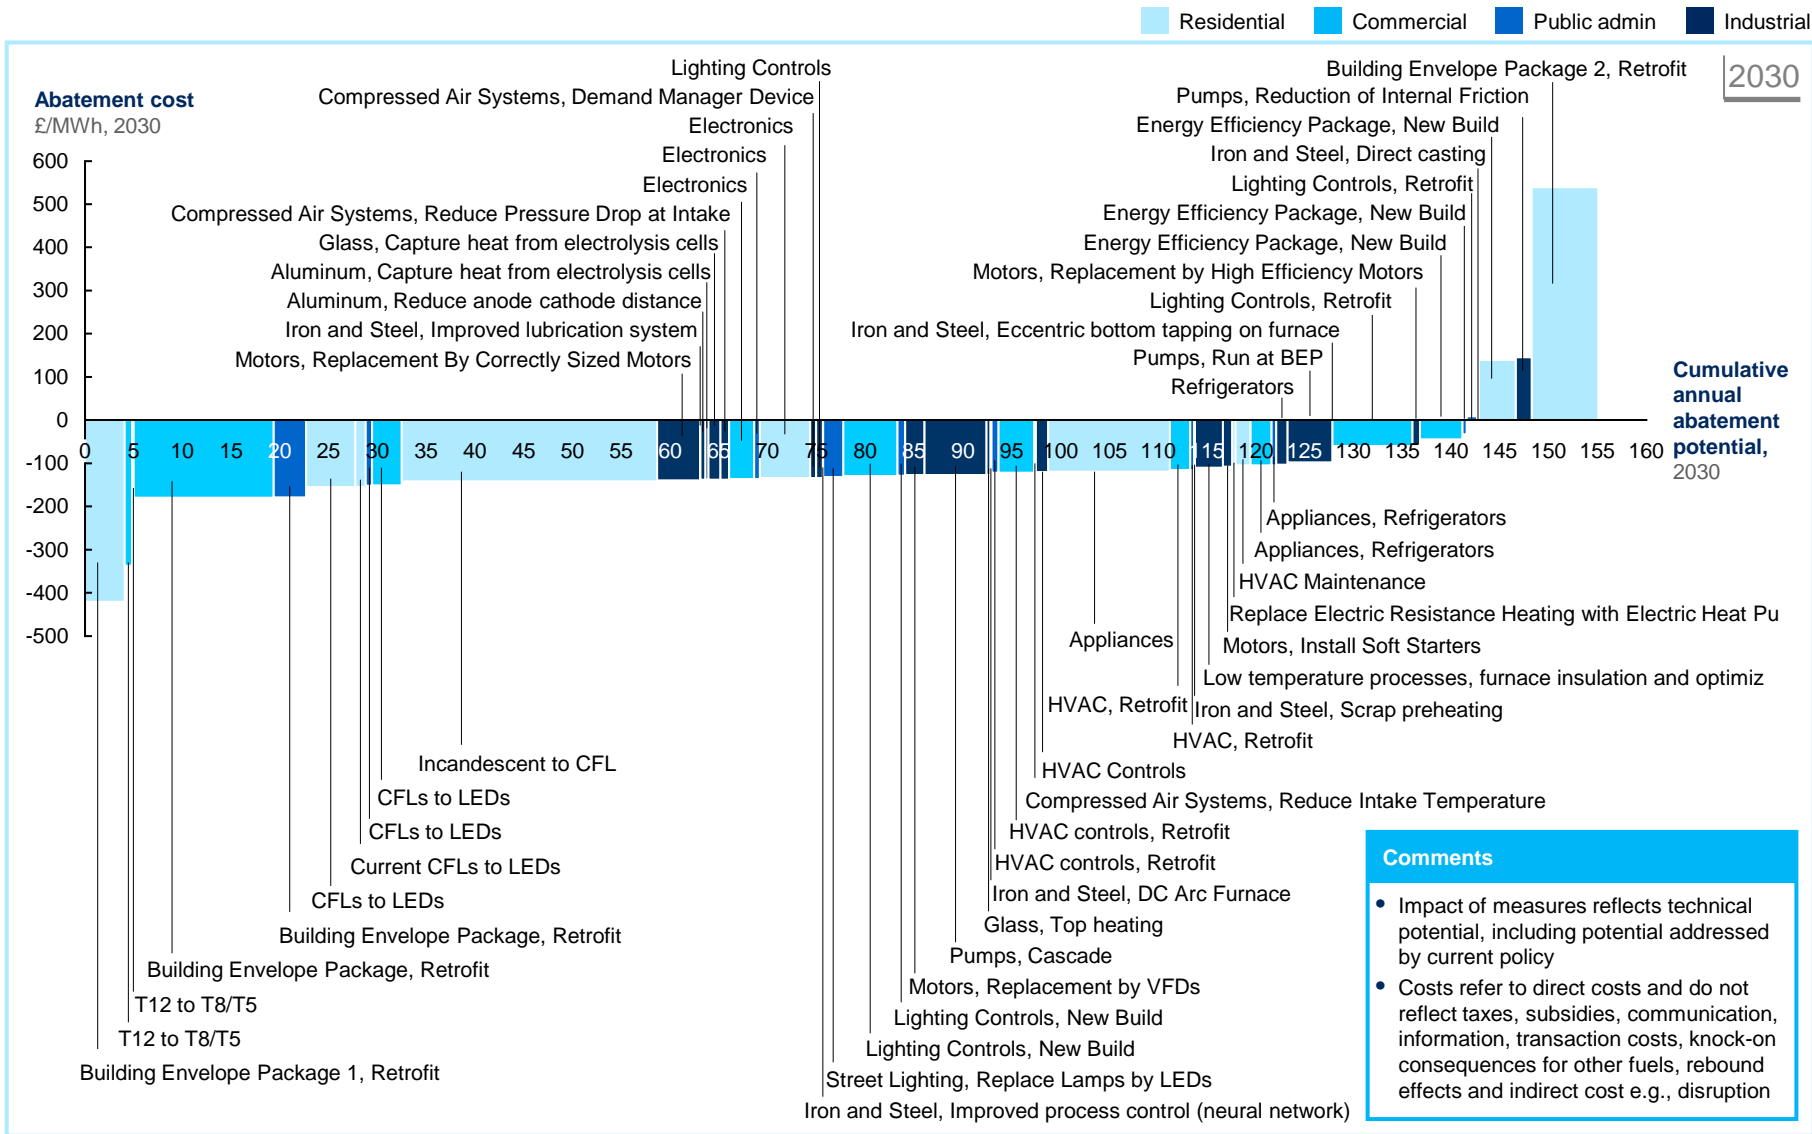 Residential
Commercial
Public admin
Industrial
2030
Abatement cost
£/MWh, 2030
600
500
400
300
200
100
0
-100
-200
-300
-400
-500
Lighting Controls
Compressed Air Systems, Demand Manager Device
Electronics
Electronics
Electronics
Compressed Air Systems, Reduce Pressure Drop at Intake
Glass, Capture heat from electrolysis cells
Aluminum, Capture heat from electrolysis cells
Aluminum, Reduce anode cathode distance
Iron and Steel, Improved lubrication system
Motors, Replacement By Correctly Sized Motors
Building Envelope Package 2, Retrofit
Pumps, Reduction of Internal Friction
Energy Efficiency Package, New Build
Iron and Steel, Direct casting
Lighting Controls, Retrofit
Energy Efficiency Package, New Build
Energy Efficiency Package, New Build
Motors, Replacement by High Efficiency Motors
Lighting Controls, Retrofit
Iron and Steel, Eccentric bottom tapping on furnace
Pumps, Run at BEP
Refrigerators
0 5 10 15 20 25 30 35 40 45 50 55 60 65 70 75 80 85 90 95 100 105 110 115 120 125 130 135 140 145 150 155 160
Cumulative
annual
abatement
potential,
2030
Appliances, Refrigerators
Appliances, Refrigerators
HVAC Maintenance
Replace Electric Resistance Heating with Electric Heat Pu
Motors, Install Soft Starters
Appliances
Low temperature processes, furnace insulation and optimiz
HVAC, Retrofit
Iron and Steel, Scrap preheating
HVAC, Retrofit
HVAC Controls
Compressed Air Systems, Reduce Intake Temperature
HVAC controls, Retrofit
HVAC controls, Retrofit
Iron and Steel, DC Arc Furnace
Glass, Top heating
Pumps, Cascade
Motors, Replacement by VFDs
Lighting Controls, New Build
Lighting Controls, New Build
Street Lighting, Replace Lamps by LEDs
Iron and Steel, Improved process control (neural network)
Incandescent to CFL
CFLs to LEDs
CFLs to LEDs
Current CFLs to LEDs
CFLs to LEDs
Building Envelope Package, Retrofit
Building Envelope Package, Retrofit
T12 to T8/T5
T12 to T8/T5
Building Envelope Package 1, Retrofit
Comments
• Impact of measures reflects technical
potential, including potential addressed
by current policy
• Costs refer to direct costs and do not
reflect taxes, subsidies, communication,
information, transaction costs, knock-on
consequences for other fuels, rebound
effects and indirect cost e.g., disruption